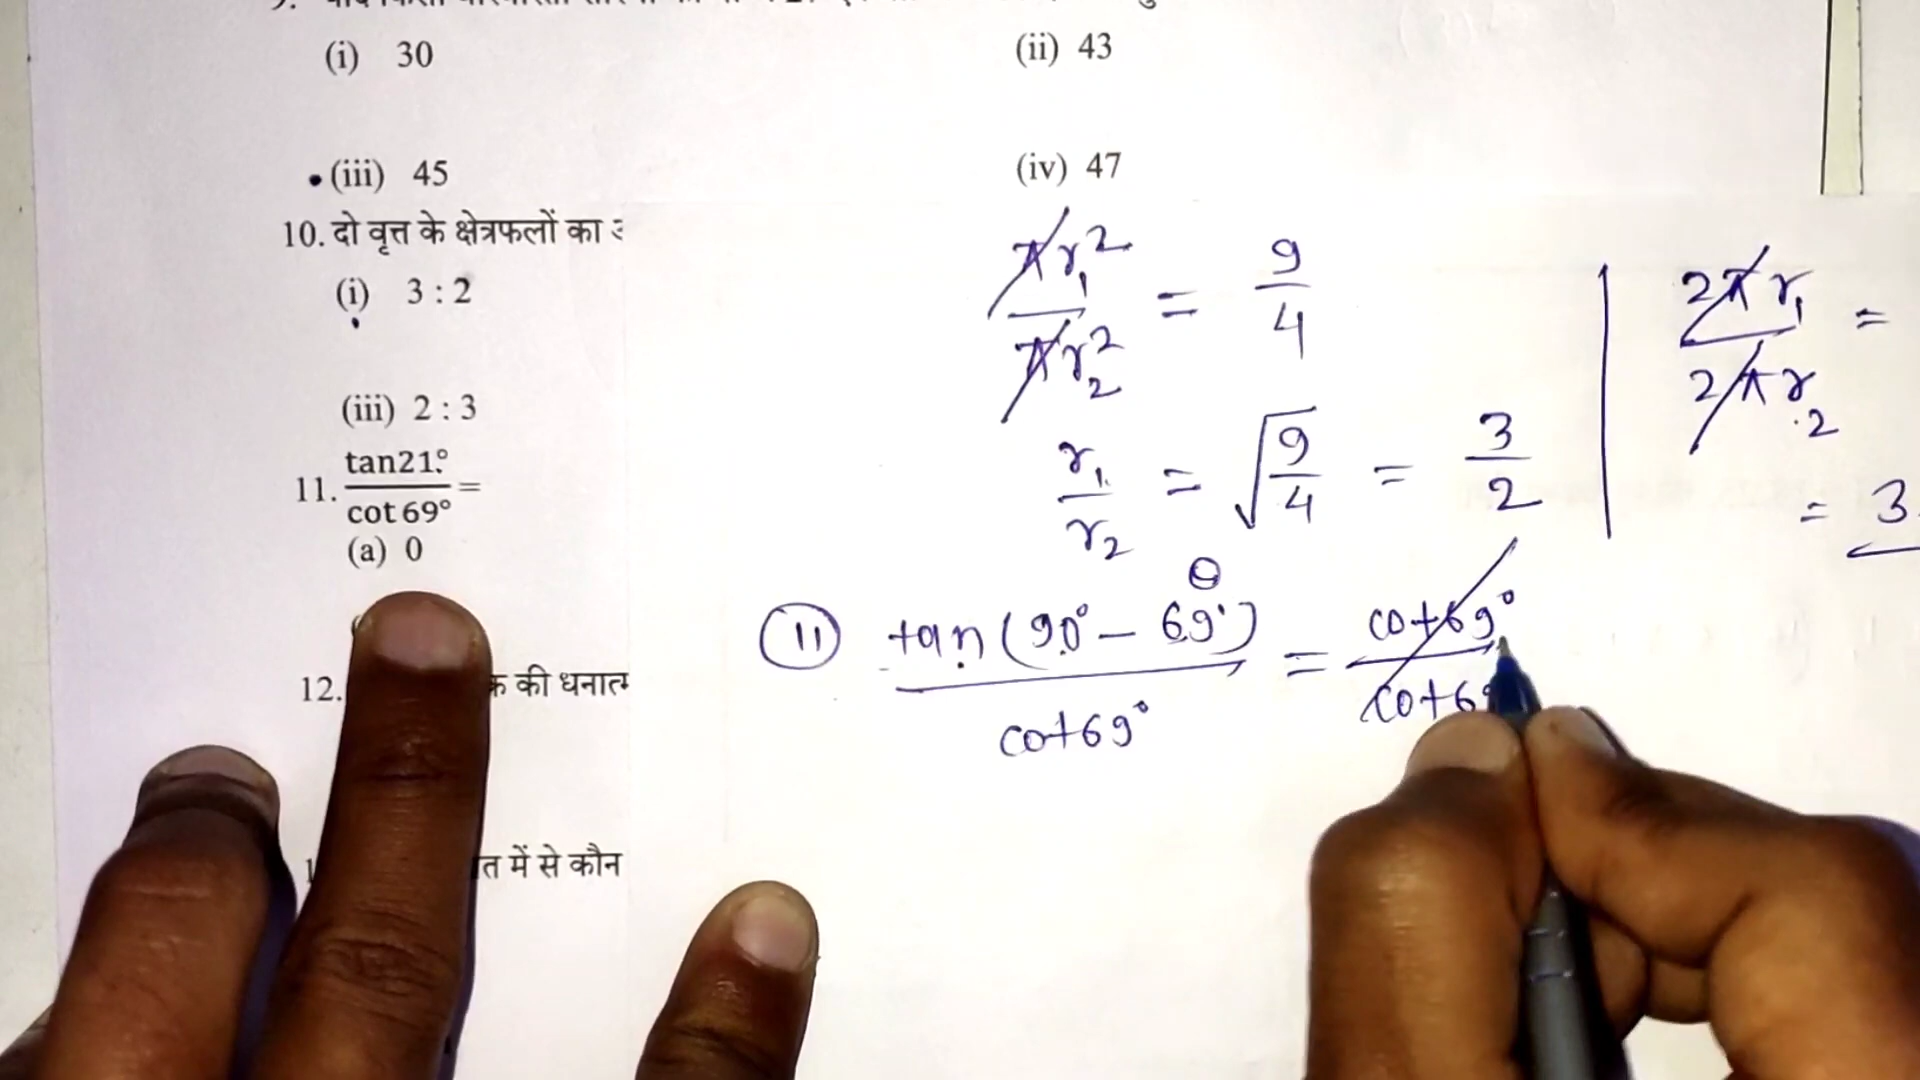 (i) 30
(ii) 43
(iii) 45
(iv) 47
10. दो वृत्त के क्षेत्रफलों का
(i) 3 : 2
(iii) 2 : 3
11. tan21° / cot 69° =
(a) 0
12.
की धनात्म
में से कौन
πr₁² / πr₂² = 9/4
r₁/r₂ = √9/4 = 3/2
2πr₁ / 2πr₂ =
= 3
θ
11 tan(90° - 69°) / cot69° = cot69° / cot6